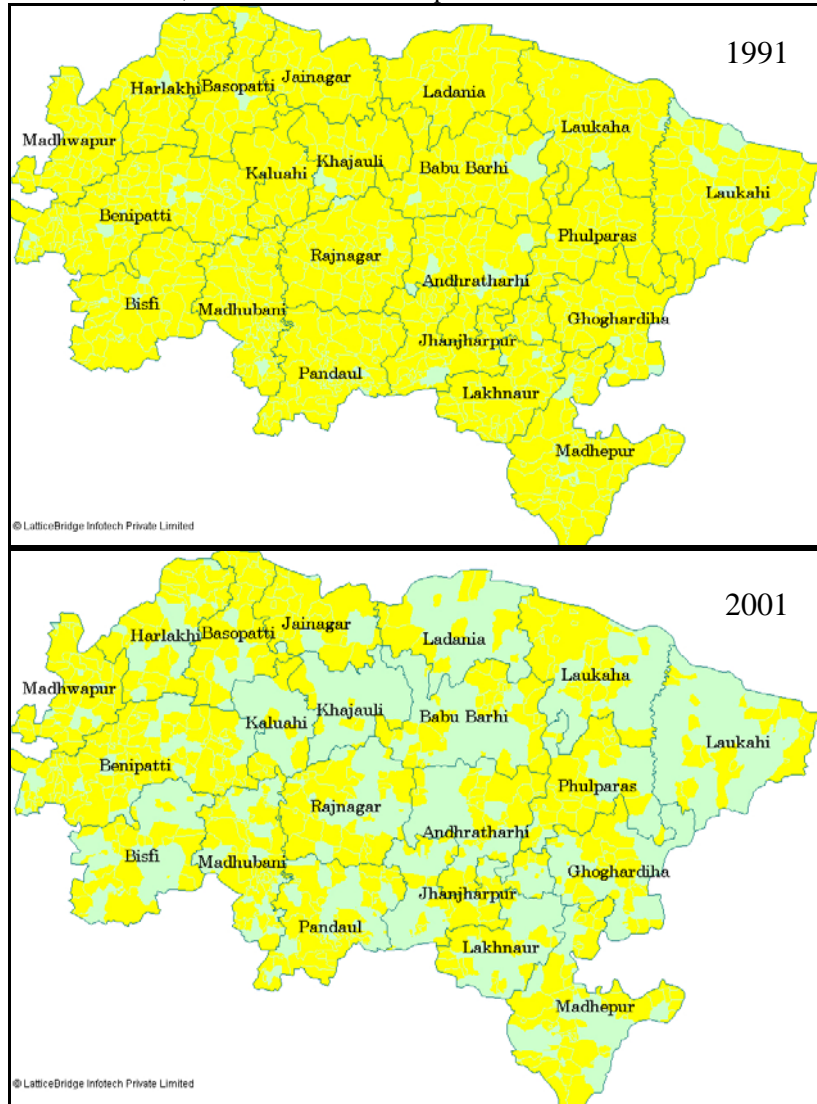 1991
Harlakhi Basopatti Jainagar Ladania
Laukaha
Madhwapur
Kaluahi Khajauli Babu Barhi
Laukahi
Benipatti
Phulparas
Rajnagar
Andhratharhi
Bisfi Madhubani
Ghoghardiha
Jhanjharpur
Pandaul
Lakhnaur
Madhepur
© LatticeBridge Infotech Private Limited
2001
Harlakhi Basopatti Jainagar
Ladania
Laukaha
Madhwapur
Kaluahi Khajauli Babu Barhi
Laukahi
Benipatti
Phulparas
Rajnagar
Andhratharhi
Bisfi Madhubani
Ghoghardiha
Jhanjharpur
Pandaul
Lakhnaur
Madhepur
© LatticeBridge Infotech Private Limited